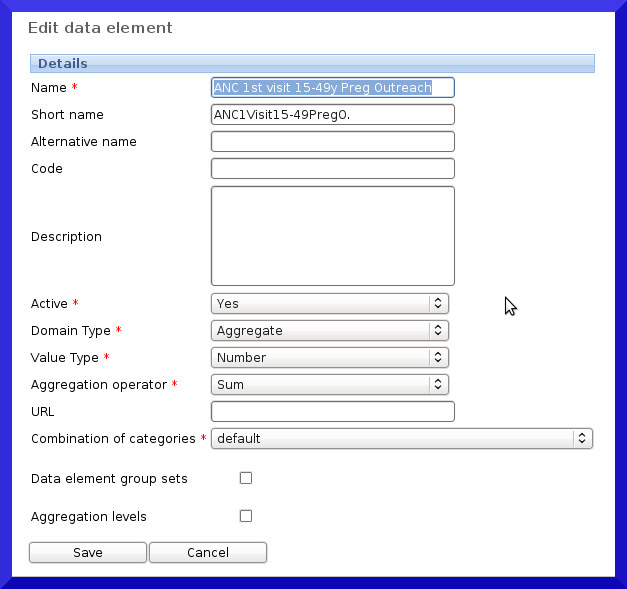 Edit data element
Details
Name * ANC 1st visit 15-49y Preg Outreach
Short name ANC1Visit15-49PregO.
Alternative name
Code
Description
Active * Yes
Domain Type * Aggregate
Value Type * Number
Aggregation operator * Sum
URL
Combination of categories * default
Data element group sets
Aggregation levels
Save Cancel